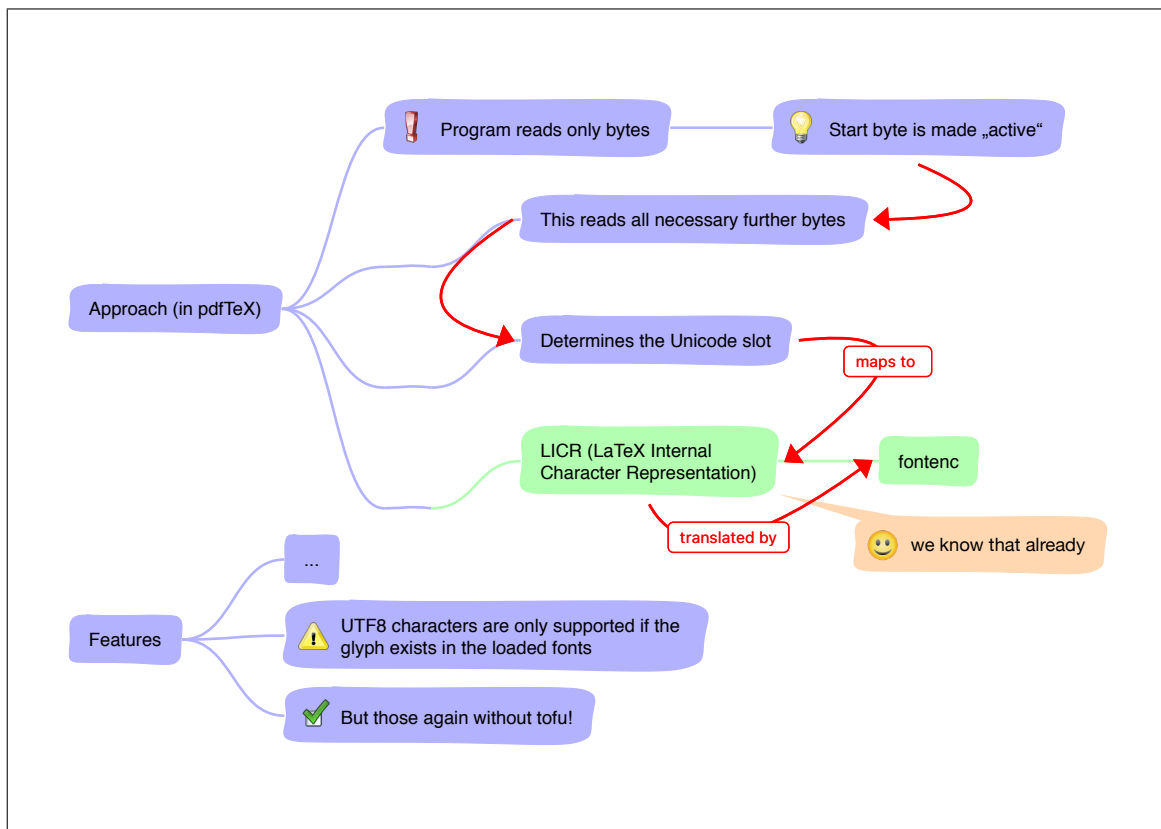 Program reads only bytes
Start byte is made „active“
This reads all necessary further bytes
Approach (in pdfTeX)
Determines the Unicode slot
maps to
LICR (LaTeX Internal
Character Representation)
fontenc
translated by
we know that already
...
Features
UTF8 characters are only supported if the
glyph exists in the loaded fonts
But those again without tofu!